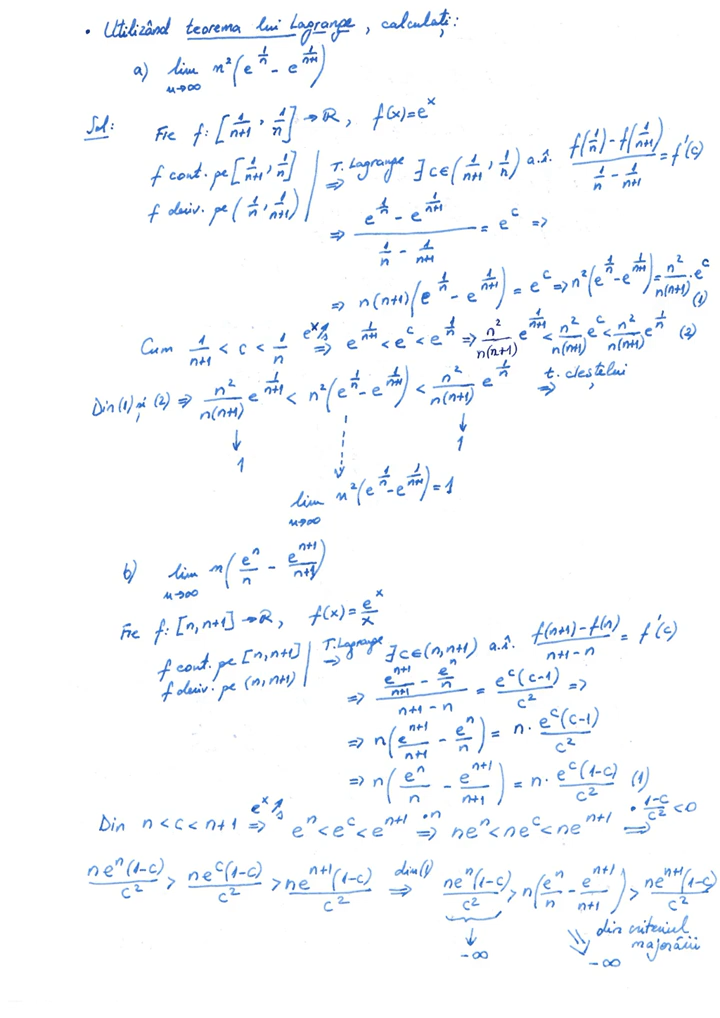 • Utilizând teorema lui Lagrange, calculați:
a) lim_{n→∞} n²(e^{1/n} - e^{1/(n+1)})
Sol: Fie f: [1/(n+1), 1/n] → ℝ, f(x)=e^x
f cont. pe [1/(n+1), 1/n] | T. Lagrange ⇒ ∃ c∈(1/(n+1), 1/n) a.î. (f(1/n) - f(1/(n+1)))/(1/n - 1/(n+1)) = f'(c)
f deriv. pe (1/n, 1/(n+1)) | ⇒ (e^{1/n} - e^{1/(n+1)})/(1/n - 1/(n+1)) = e^c ⇒
⇒ n(n+1)(e^{1/n} - e^{1/(n+1)}) = e^c ⇒ n²(e^{1/n} - e^{1/(n+1)}) = n²/(n(n+1)) · e^c (1)
Cum 1/(n+1) < c < 1/n ⇒ (e^x ↑s) e^{1/(n+1)} < e^c < e^{1/n} ⇒ n²/(n(n+1)) e^{1/(n+1)} < n²/(n(n+1)) e^c < n²/(n(n+1)) e^{1/n} (2)
Din (1) și (2) ⇒ n²/(n(n+1)) e^{1/(n+1)} < n²(e^{1/n} - e^{1/(n+1)}) < n²/(n(n+1)) e^{1/n} t. cleștelui ⇒
↓ ↓ ↓
1 1
lim_{n→∞} n²(e^{1/n} - e^{1/(n+1)}) = 1
b) lim_{n→∞} n(e^n/n - e^{n+1}/(n+1))
Fie f: [n, n+1] → ℝ, f(x) = e^x/x
f cont. pe [n, n+1] | T. Lagrange ⇒ ∃ c∈(n, n+1) a.î. (f(n+1) - f(n))/(n+1-n) = f'(c)
f deriv. pe (n, n+1) | ⇒ (e^{n+1}/(n+1) - e^n/n)/(n+1-n) = e^c(c-1)/c² ⇒
⇒ n(e^{n+1}/(n+1) - e^n/n) = n · e^c(c-1)/c²
⇒ n(e^n/n - e^{n+1}/(n+1)) = n · e^c(1-c)/c² (1)
Din n < c < n+1 ⇒ (e^x ↑s) e^n < e^c < e^{n+1} ⇒ (·n) ne^n < ne^c < ne^{n+1} ⇒ (· (1-c)/c² < 0)
ne^n(1-c)/c² > ne^c(1-c)/c² > ne^{n+1}(1-c)/c² ⇒ (din (1)) ne^n(1-c)/c² > n(e^n/n - e^{n+1}/(n+1)) > ne^{n+1}(1-c)/c²
↓ ⇓ din criteriul majorării
-∞ -∞